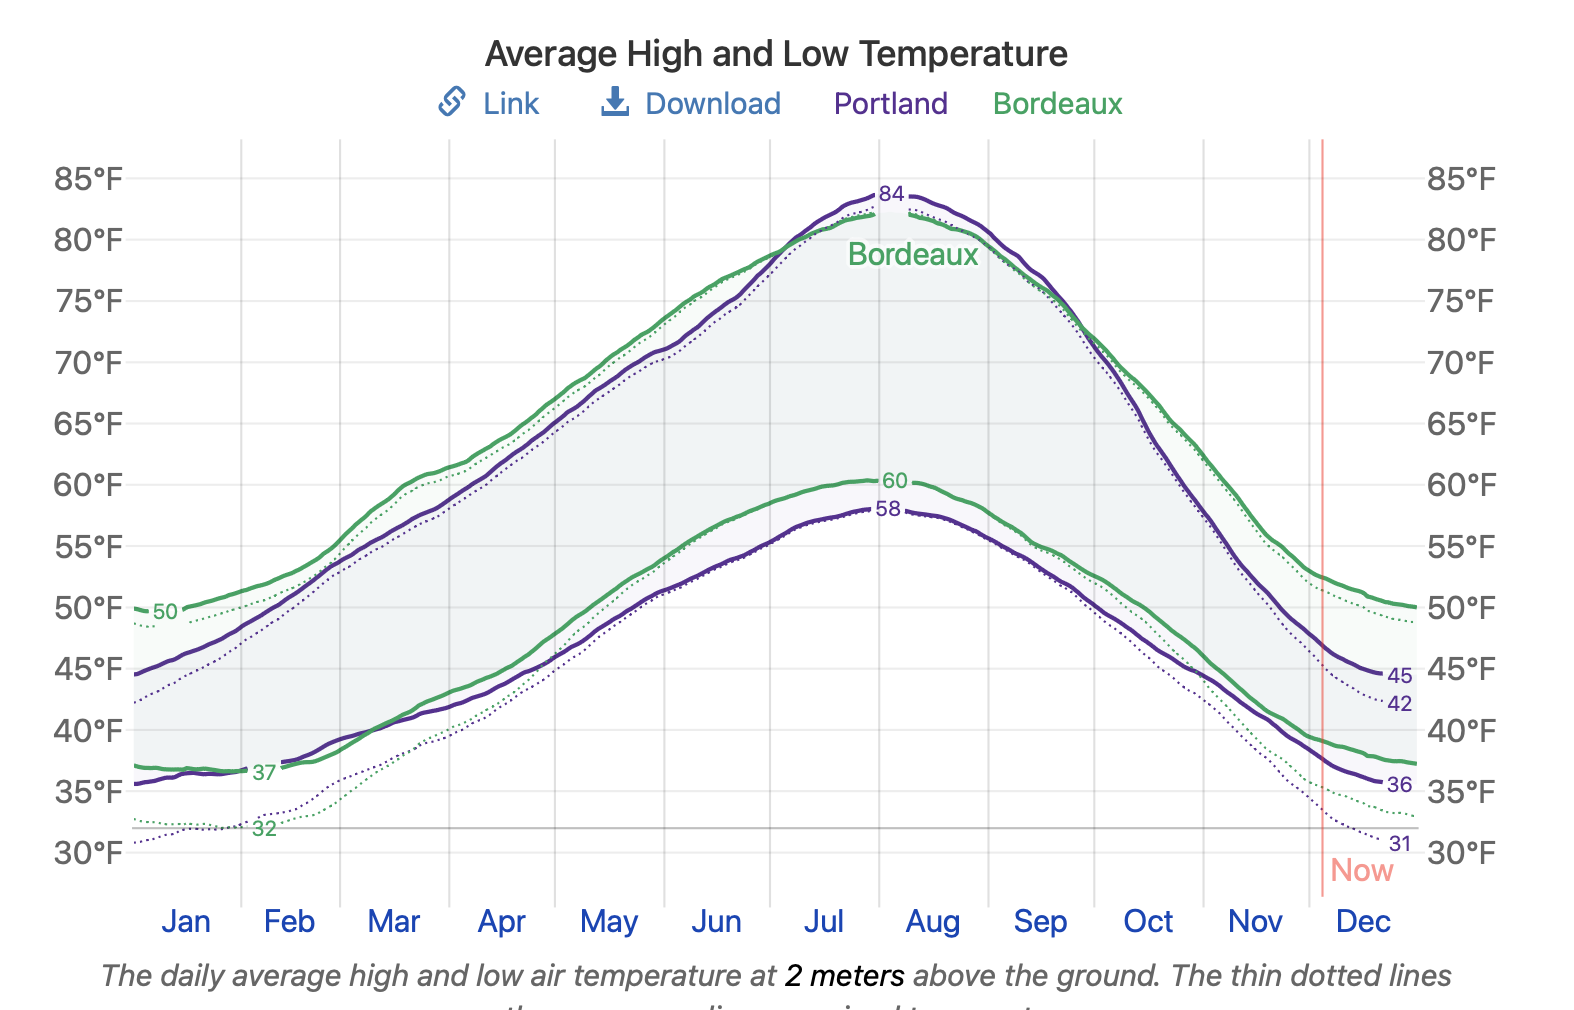 Average High and Low Temperature
Link Download Portland Bordeaux
85°F 85°F
84
80°F 80°F
Bordeaux
75°F 75°F
70°F 70°F
65°F 65°F
60°F 60 60°F
58
55°F 55°F
50°F 50 50°F
45°F 45 45°F
42
40°F 40°F
37
35°F 36 35°F
32
31
30°F 30°F
Now
Jan Feb Mar Apr May Jun Jul Aug Sep Oct Nov Dec
The daily average high and low air temperature at 2 meters above the ground. The thin dotted lines